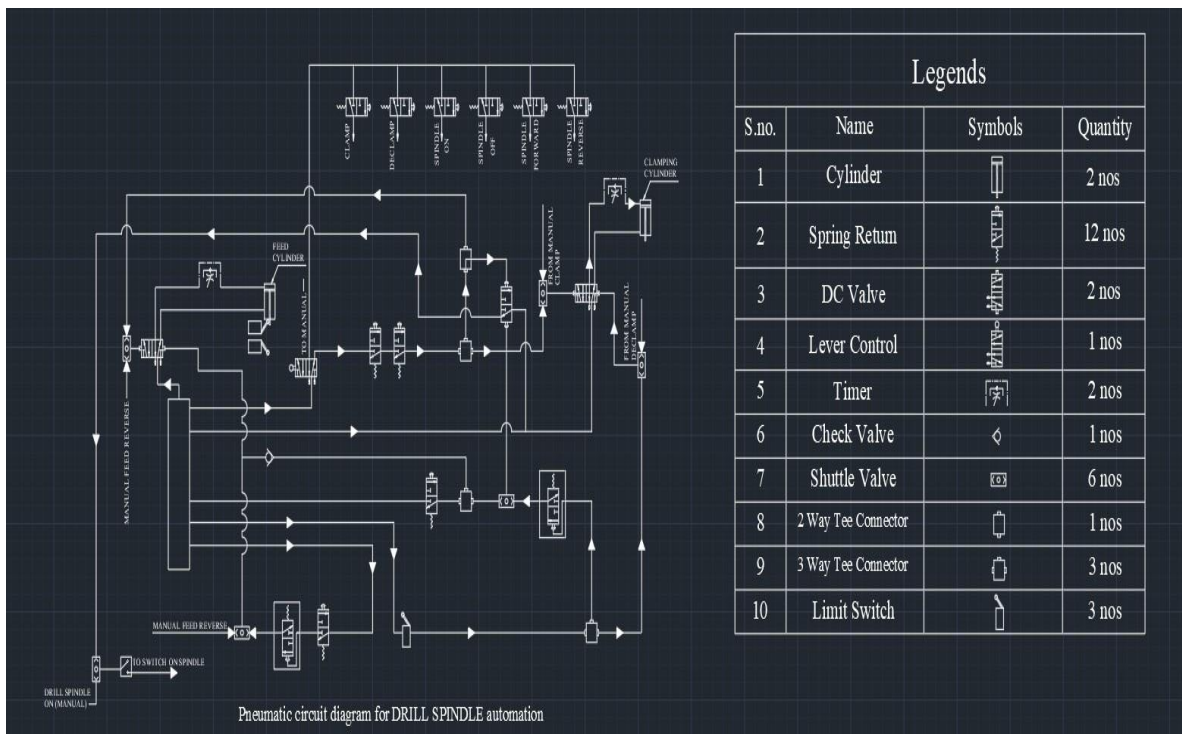 CLAMP
DECLAMP
SPINDLE
ON
SPINDLE
OFF
SPINDLE
FORWARD
SPINDLE
REVERSE
CLAMPING
CYLINDER
FEED
CYLINDER
TO MANUAL
FROM MANUAL
CLAMP
FROM MANUAL
DECLAMP
MANUAL FEED REVERSE
MANUAL FEED REVERSE
TO SWITCH ON SPINDLE
DRILL SPINDLE
ON (MANUAL)
Pneumatic circuit diagram for DRILL SPINDLE automation
Legends
S.no. Name Symbols Quantity
1 Cylinder 2 nos
2 Spring Return 12 nos
3 DC Valve 2 nos
4 Lever Control 1 nos
5 Timer 2 nos
6 Check Valve 1 nos
7 Shuttle Valve 6 nos
8 2 Way Tee Connector 1 nos
9 3 Way Tee Connector 3 nos
10 Limit Switch 3 nos